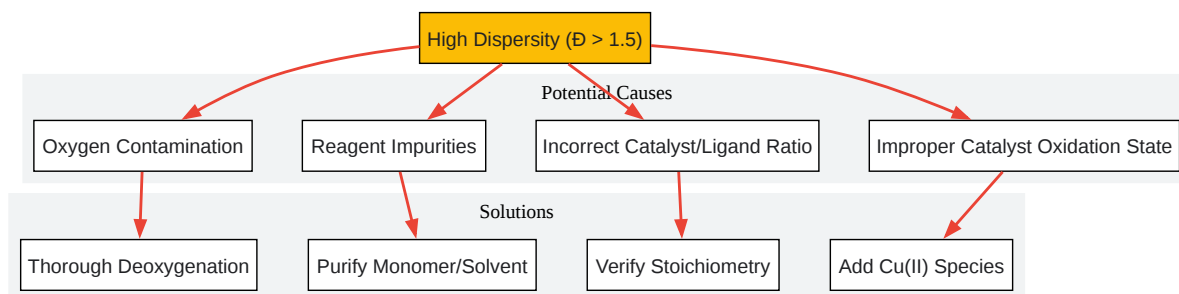 High Dispersity (Đ > 1.5)
Potential Causes
Oxygen Contamination
Reagent Impurities
Incorrect Catalyst/Ligand Ratio
Improper Catalyst Oxidation State
Solutions
Thorough Deoxygenation
Purify Monomer/Solvent
Verify Stoichiometry
Add Cu(II) Species